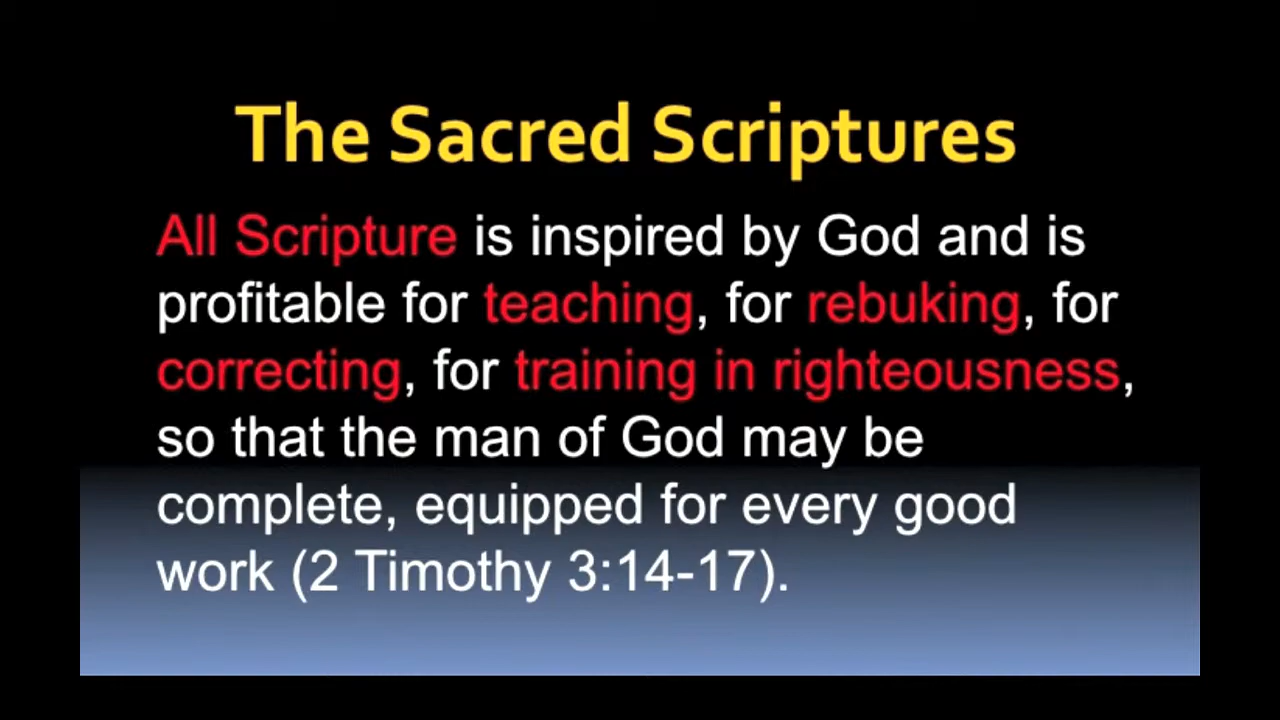 The Sacred Scriptures
All Scripture is inspired by God and is
profitable for teaching, for rebuking, for
correcting, for training in righteousness,
so that the man of God may be
complete, equipped for every good
work (2 Timothy 3:14-17).